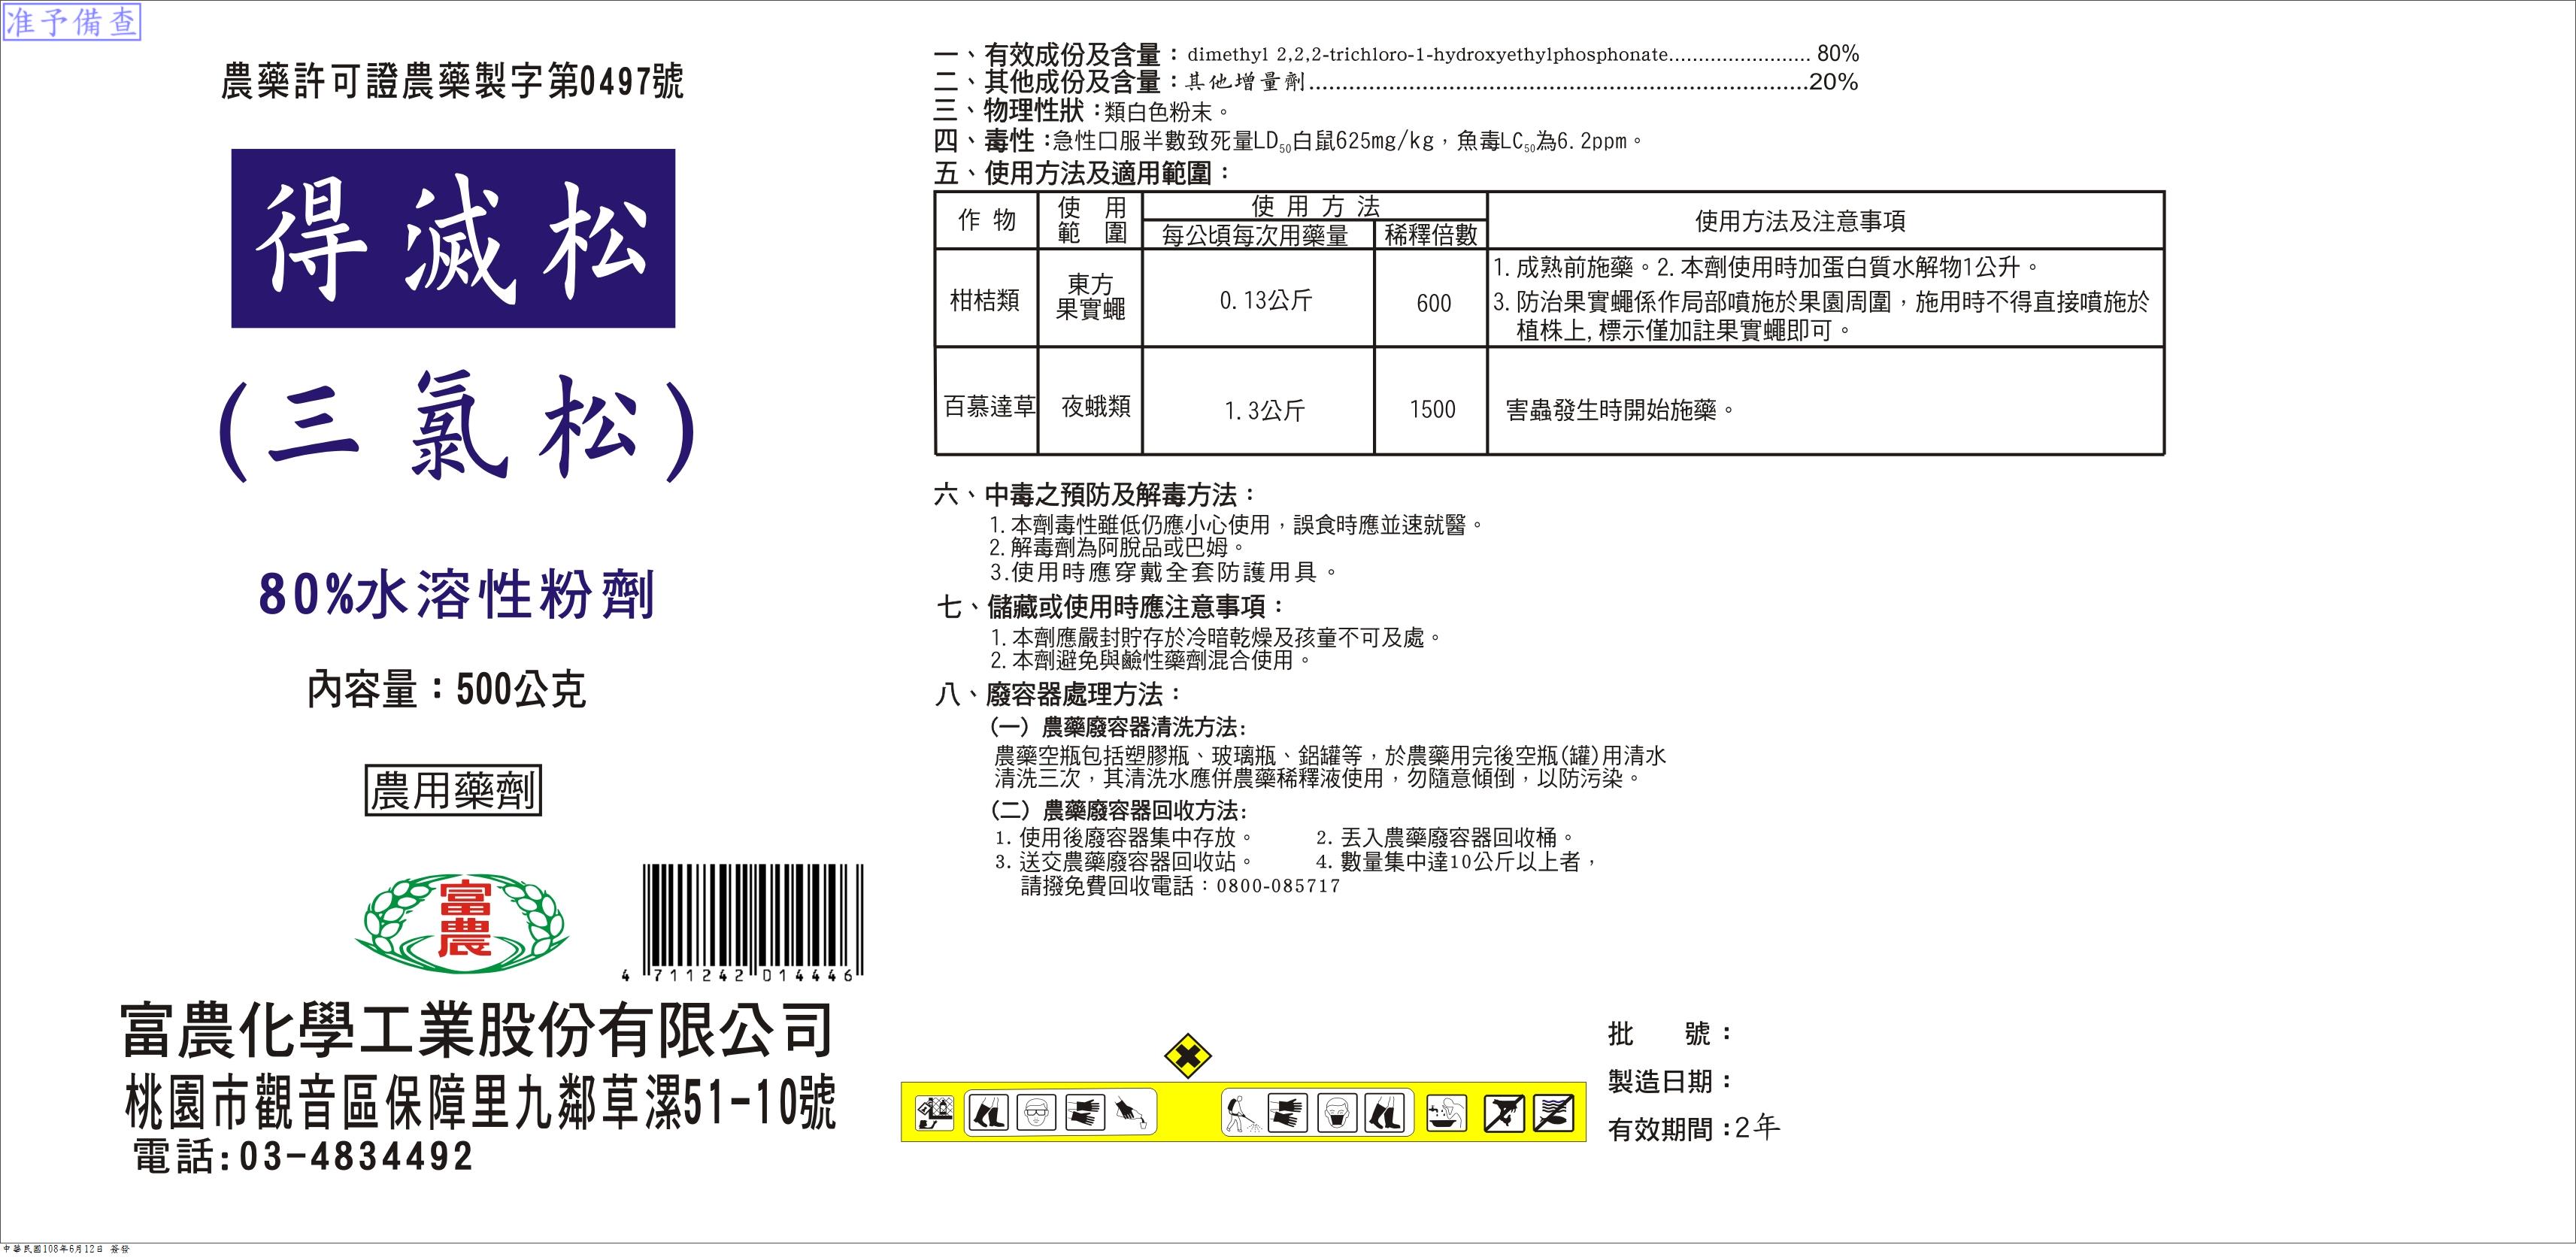 准予備查
農藥許可證農藥製字第0497號
得滅松
(三氯松)
80%水溶性粉劑
內容量：500公克
農用藥劑
富農
4 711242 014446
富農化學工業股份有限公司
桃園市觀音區保障里九鄰草漯51-10號
電話:03-4834492
一、有效成份及含量：dimethyl 2,2,2-trichloro-1-hydroxyethylphosphonate........................ 80%
二、其他成份及含量：其他增量劑...........................................................................20%
三、物理性狀：類白色粉末。
四、毒性：急性口服半數致死量LD50白鼠625mg/kg，魚毒LC50為6.2ppm。
五、使用方法及適用範圍：
作物 使用範圍 使用方法 使用方法及注意事項
每公頃每次用藥量 稀釋倍數
柑桔類 東方果實蠅 0.13公斤 600 1.成熟前施藥。2.本劑使用時加蛋白質水解物1公升。
3.防治果實蠅係作局部噴施於果園周圍，施用時不得直接噴施於
植株上,標示僅加註果實蠅即可。
百慕達草 夜蛾類 1.3公斤 1500 害蟲發生時開始施藥。
六、中毒之預防及解毒方法：
1.本劑毒性雖低仍應小心使用，誤食時應並速就醫。
2.解毒劑為阿脫品或巴姆。
3.使用時應穿戴全套防護用具。
七、儲藏或使用時應注意事項：
1.本劑應嚴封貯存於冷暗乾燥及孩童不可及處。
2.本劑避免與鹼性藥劑混合使用。
八、廢容器處理方法：
(一) 農藥廢容器清洗方法:
農藥空瓶包括塑膠瓶、玻璃瓶、鋁罐等，於農藥用完後空瓶(罐)用清水
清洗三次，其清洗水應併農藥稀釋液使用，勿隨意傾倒，以防污染。
(二) 農藥廢容器回收方法:
1. 使用後廢容器集中存放。 2. 丟入農藥廢容器回收桶。
3. 送交農藥廢容器回收站。 4. 數量集中達10公斤以上者，
請撥免費回收電話：0800-085717
批 號：
製造日期：
有效期間：2年
中華民國108年6月12日 簽發